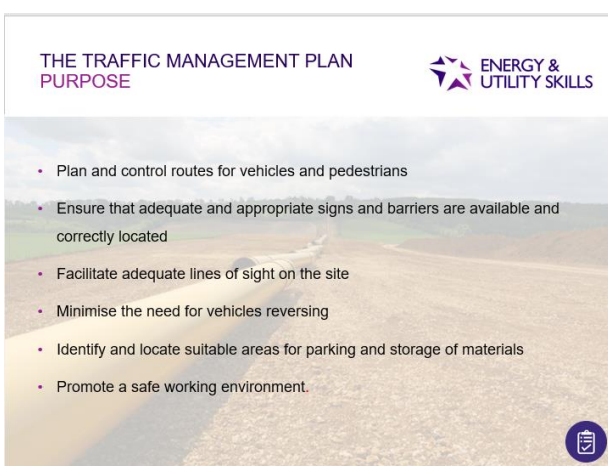 THE TRAFFIC MANAGEMENT PLAN
PURPOSE
ENERGY &
UTILITY SKILLS
• Plan and control routes for vehicles and pedestrians
• Ensure that adequate and appropriate signs and barriers are available and
correctly located
• Facilitate adequate lines of sight on the site
• Minimise the need for vehicles reversing
• Identify and locate suitable areas for parking and storage of materials
• Promote a safe working environment.